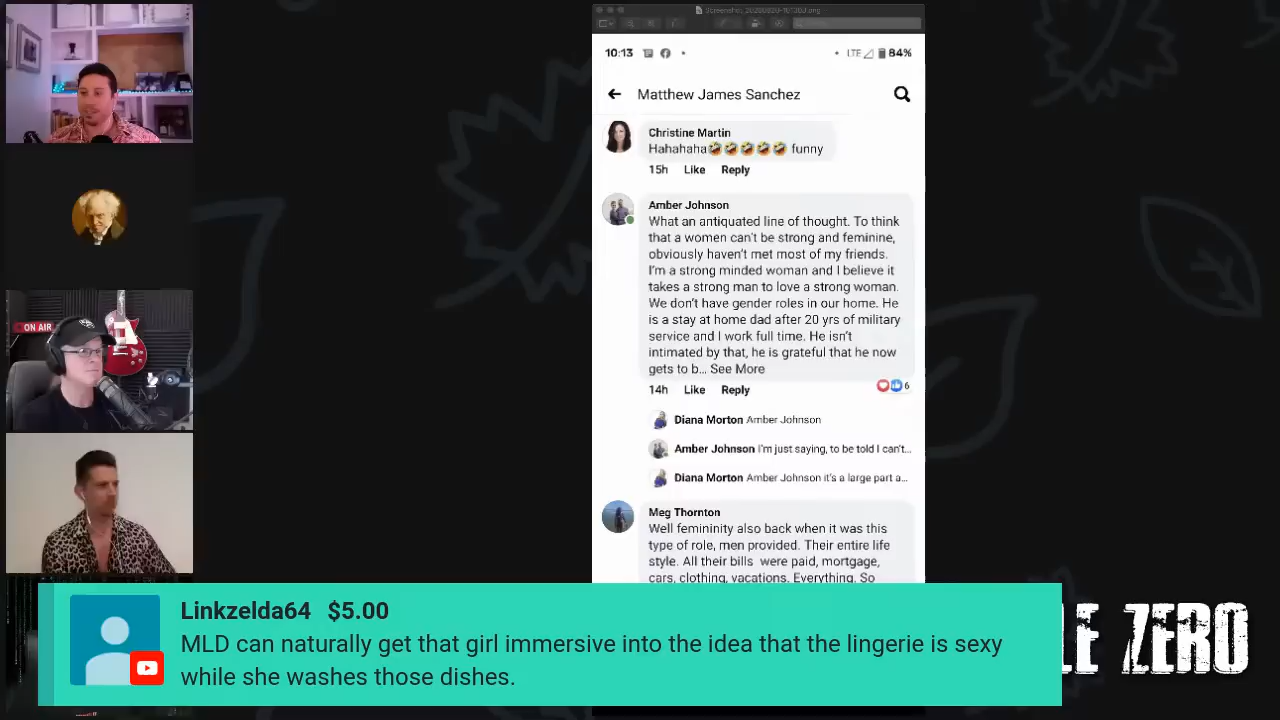 Screenshot_20200820-101303.png
10:13
LTE
84%
Matthew James Sanchez
Christine Martin
Hahahaha🤣🤣🤣🤣🤣 funny
15h Like Reply
Amber Johnson
What an antiquated line of thought. To think
that a women can't be strong and feminine,
obviously haven't met most of my friends.
I'm a strong minded woman and I believe it
takes a strong man to love a strong woman.
We don't have gender roles in our home. He
is a stay at home dad after 20 yrs of military
service and I work full time. He isn't
intimated by that, he is grateful that he now
gets to b... See More
14h Like Reply
6
Diana Morton Amber Johnson
Amber Johnson I'm just saying, to be told I can't...
Diana Morton Amber Johnson it's a large part a...
Meg Thornton
Well femininity also back when it was this
type of role, men provided. Their entire life
style. All their bills were paid, mortgage,
cars, clothing, vacations. Everything. So
ON AIR
Linkzelda64 $5.00
MLD can naturally get that girl immersive into the idea that the lingerie is sexy
while she washes those dishes.
LE ZERO